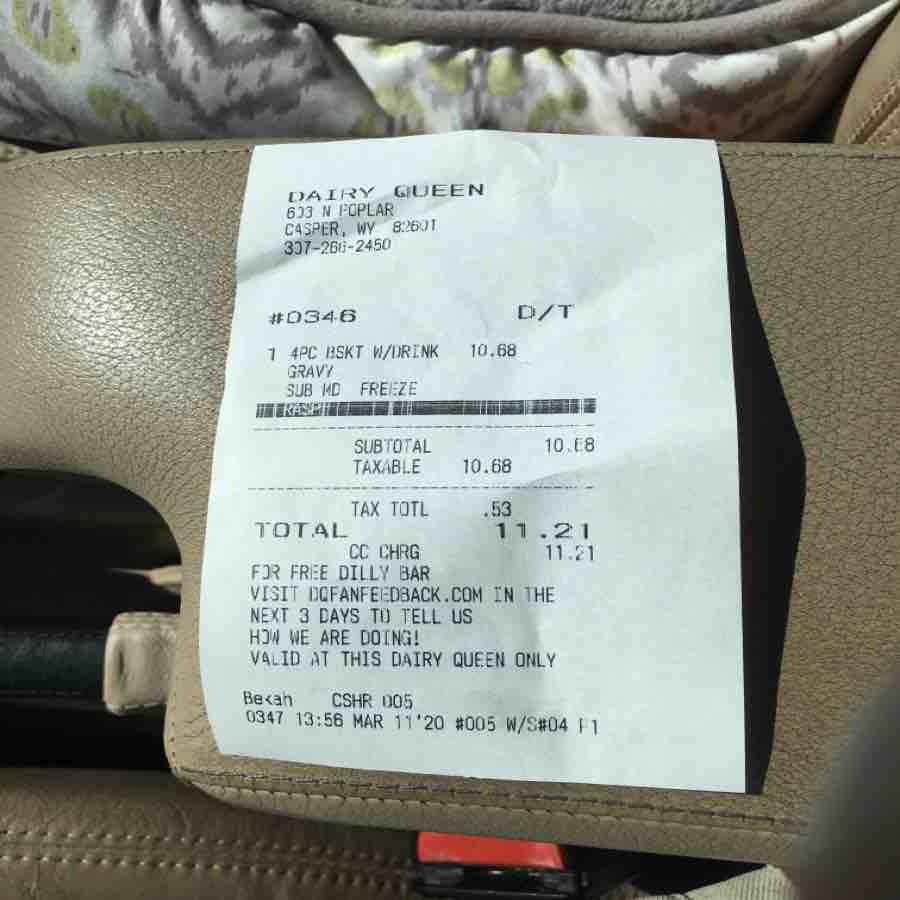 DAIRY QUEEN
603 N POPLAR
CASPER, WY 82601
307-266-2450
#0346 D/T
1 4PC BSKT W/DRINK 10.68
GRAVY
SUB MD FREEZE
RASP
SUBTOTAL 10.68
TAXABLE 10.68
TAX TOTL .53
TOTAL 11.21
CC CHRG 11.21
FOR FREE DILLY BAR
VISIT DQFANFEEDBACK.COM IN THE
NEXT 3 DAYS TO TELL US
HOW WE ARE DOING!
VALID AT THIS DAIRY QUEEN ONLY
Bekah CSHR 005
0347 13:56 MAR 11'20 #005 W/S#04 F1